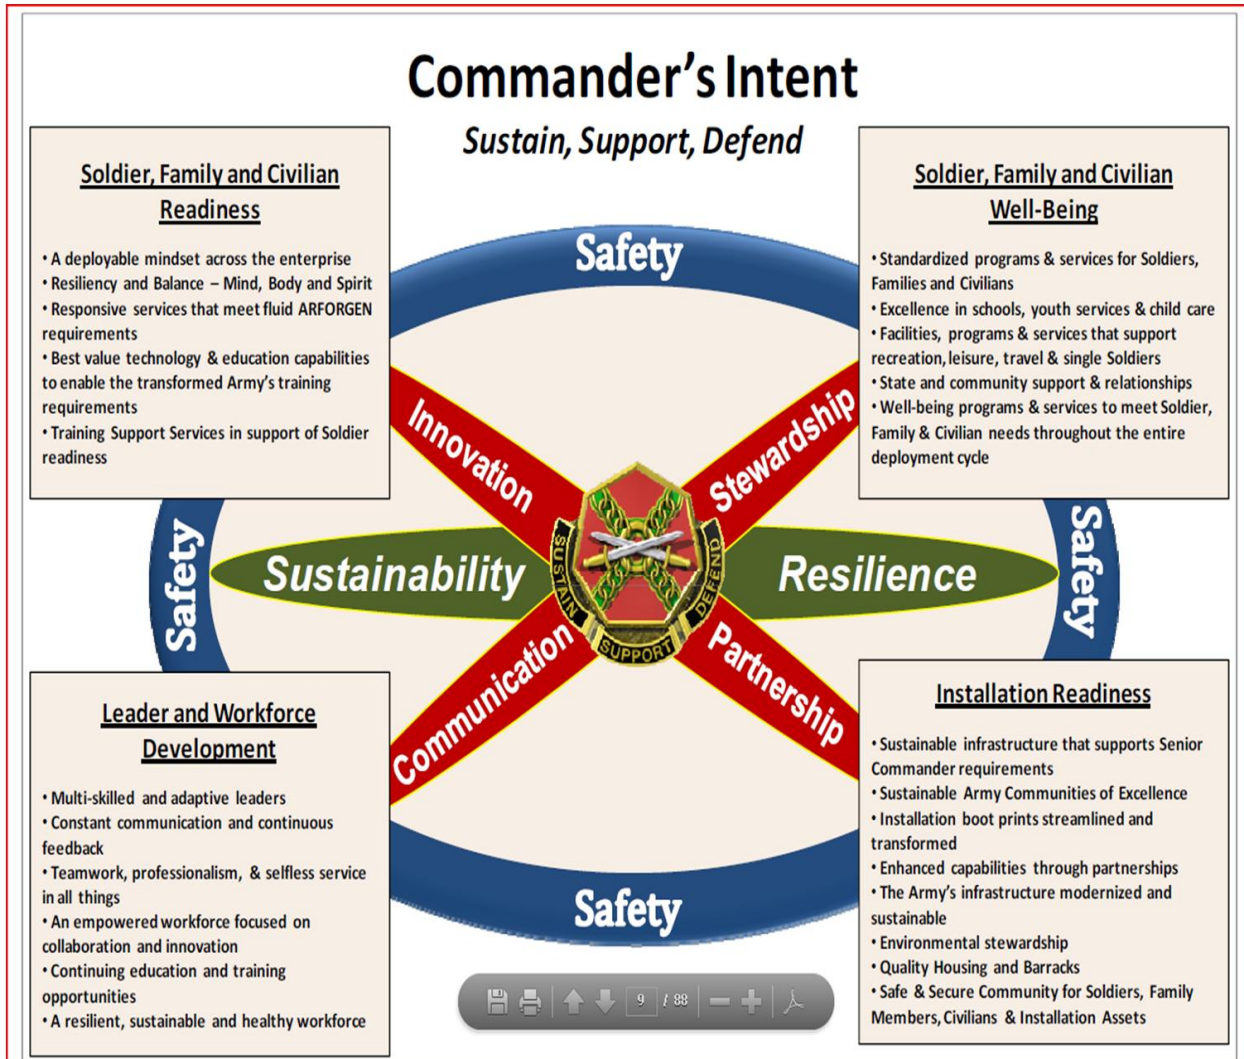 Commander's Intent
Sustain, Support, Defend
Soldier, Family and Civilian
Readiness
• A deployable mindset across the enterprise
• Resiliency and Balance – Mind, Body and Spirit
• Responsive services that meet fluid ARFORGEN
requirements
• Best value technology & education capabilities
to enable the transformed Army's training
requirements
• Training Support Services in support of Soldier
readiness
Soldier, Family and Civilian
Well-Being
• Standardized programs & services for Soldiers,
Families and Civilians
• Excellence in schools, youth services & child care
• Facilities, programs & services that support
recreation, leisure, travel & single Soldiers
• State and community support & relationships
• Well-being programs & services to meet Soldier,
Family & Civilian needs throughout the entire
deployment cycle
Safety
Innovation
Stewardship
Safety
Sustainability
SUSTAIN
SUPPORT
DEFEND
Resilience
Safety
Communication
Partnership
Safety
Leader and Workforce
Development
• Multi-skilled and adaptive leaders
• Constant communication and continuous
feedback
• Teamwork, professionalism, & selfless service
in all things
• An empowered workforce focused on
collaboration and innovation
• Continuing education and training
opportunities
• A resilient, sustainable and healthy workforce
Installation Readiness
• Sustainable infrastructure that supports Senior
Commander requirements
• Sustainable Army Communities of Excellence
• Installation boot prints streamlined and
transformed
• Enhanced capabilities through partnerships
• The Army's infrastructure modernized and
sustainable
• Environmental stewardship
• Quality Housing and Barracks
• Safe & Secure Community for Soldiers, Family
Members, Civilians & Installation Assets
9 / 88